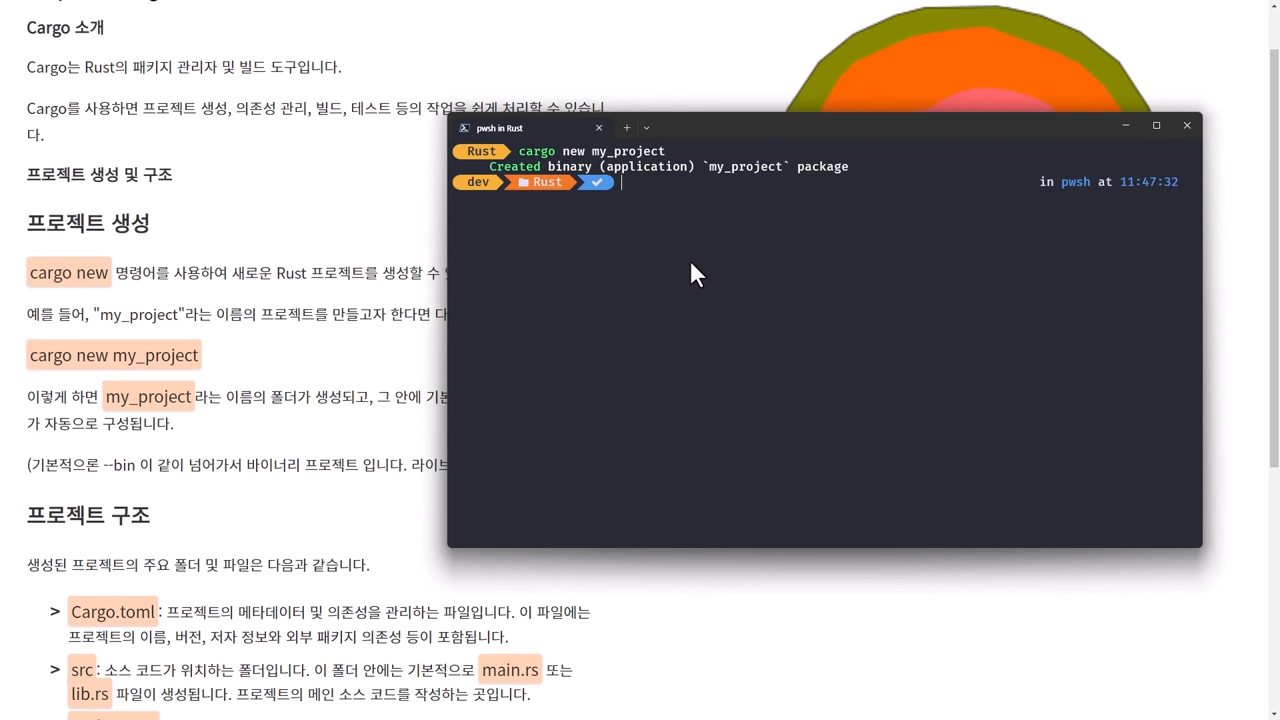 Cargo 소개
Cargo는 Rust의 패키지 관리자 및 빌드 도구입니다.
Cargo를 사용하면 프로젝트 생성, 의존성 관리, 빌드, 테스트 등의 작업을 쉽게 처리할 수 있습니
다.
프로젝트 생성 및 구조
프로젝트 생성
cargo new 명령어를 사용하여 새로운 Rust 프로젝트를 생성할 수
예를 들어, "my_project"라는 이름의 프로젝트를 만들고자 한다면
cargo new my_project
이렇게 하면 my_project라는 이름의 폴더가 생성되고, 그 안에
가 자동으로 구성됩니다.
(기본적으론 --bin 이 같이 넘어가서 바이너리 프로젝트 입니다.
프로젝트 구조
생성된 프로젝트의 주요 폴더 및 파일은 다음과 같습니다.
> Cargo.toml: 프로젝트의 메타데이터 및 의존성을 관리하는 파일입니다. 이 파일에는
프로젝트의 이름, 버전, 저자 정보와 외부 패키지 의존성 등이 포함됩니다.
> src: 소스 코드가 위치하는 폴더입니다. 이 폴더 안에는 기본적으로 main.rs 또는
lib.rs 파일이 생성됩니다. 프로젝트의 메인 소스 코드를 작성하는 곳입니다.
pwsh in Rust
Rust cargo new my_project
Created binary (application) `my_project` package
dev Rust in pwsh at 11:47:32